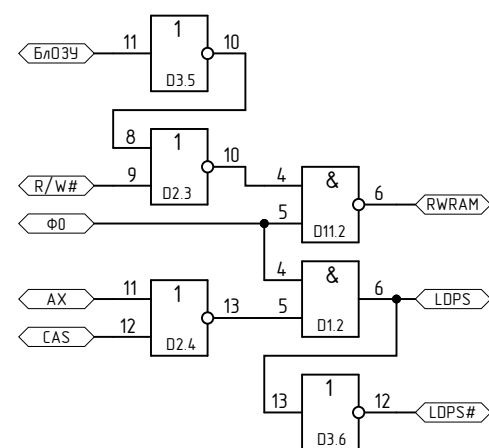 1
11
10
БлОЗУ
D3.5
8
1
10
R/W#
9
D2.3
4
&
6
RWRAM
Ф0
5
D11.2
4
&
6
LDPS
AX
11
1
13
5
D1.2
CAS
12
D2.4
13
1
12
LDPS#
D3.6